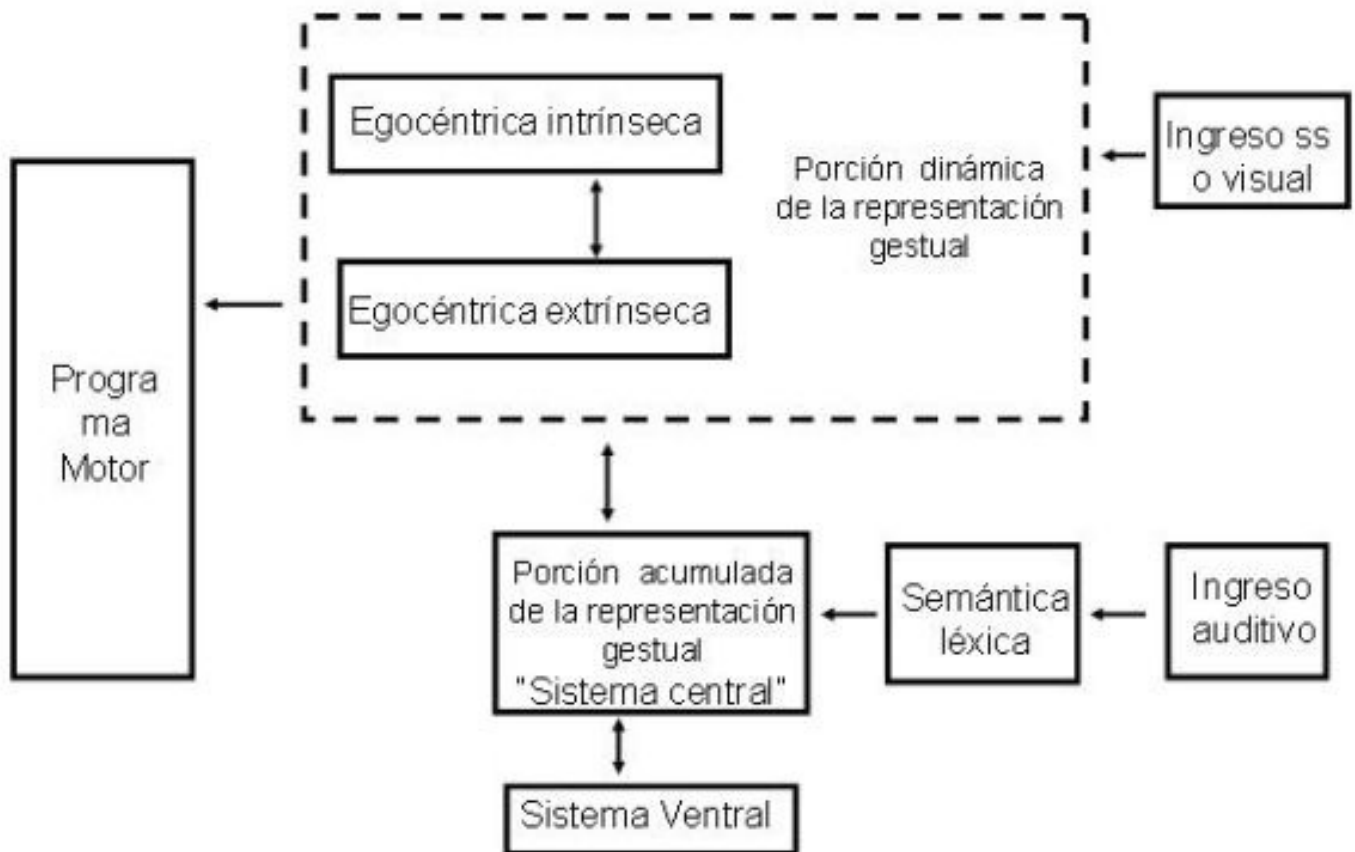 Egocéntrica intrínseca
Egocéntrica extrínseca
Porción dinámica
de la representación
gestual
Ingreso ss
o visual
Progra
ma
Motor
Porción acumulada
de la representación
gestual
"Sistema central"
Semántica
léxica
Ingreso
auditivo
Sistema Ventral